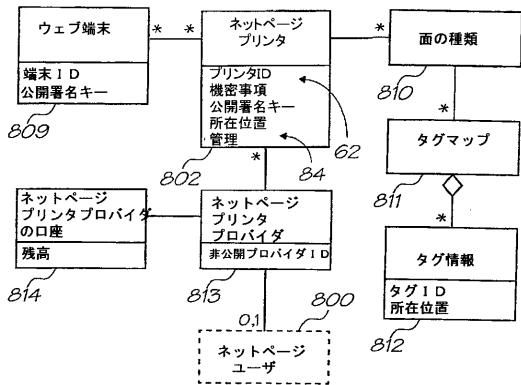 ウェブ端末
端末ID
公開署名キー
809
*
*
ネットページ
プリンタ
プリンタID
機密事項
公開署名キー
所在位置
管理
802
62
84
*
*
面の種類
810
*
タグマップ
811
*
タグ情報
タグID
所在位置
812
ネットページ
プリンタプロバイダ
の口座
残高
814
ネットページ
プリンタ
プロバイダ
非公開プロバイダID
813
0,1
800
ネットページ
ユーザ